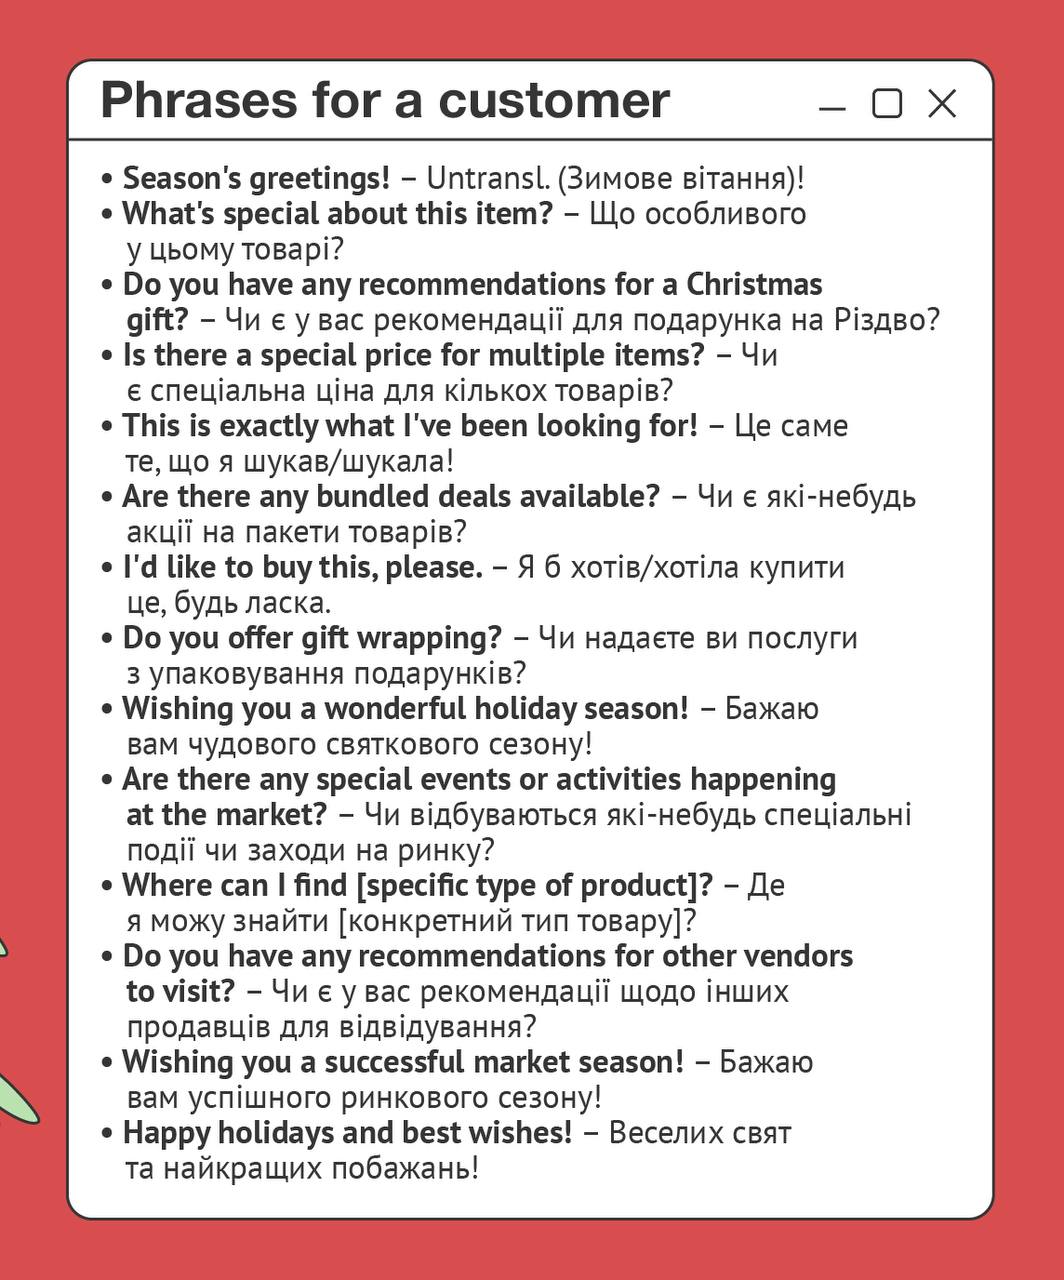 Phrases for a customer
• Season's greetings! – Untransl. (Зимове вітання)!
• What's special about this item? – Що особливого
у цьому товарі?
• Do you have any recommendations for a Christmas
gift? – Чи є у вас рекомендації для подарунка на Різдво?
• Is there a special price for multiple items? – Чи
є спеціальна ціна для кількох товарів?
• This is exactly what I've been looking for! – Це саме
те, що я шукав/шукала!
• Are there any bundled deals available? – Чи є які-небудь
акції на пакети товарів?
• I'd like to buy this, please. – Я б хотів/хотіла купити
це, будь ласка.
• Do you offer gift wrapping? – Чи надаєте ви послуги
з упаковування подарунків?
• Wishing you a wonderful holiday season! – Бажаю
вам чудового святкового сезону!
• Are there any special events or activities happening
at the market? – Чи відбуваються які-небудь спеціальні
події чи заходи на ринку?
• Where can I find [specific type of product]? – Де
я можу знайти [конкретний тип товару]?
• Do you have any recommendations for other vendors
to visit? – Чи є у вас рекомендації щодо інших
продавців для відвідування?
• Wishing you a successful market season! – Бажаю
вам успішного ринкового сезону!
• Happy holidays and best wishes! – Веселих свят
та найкращих побажань!